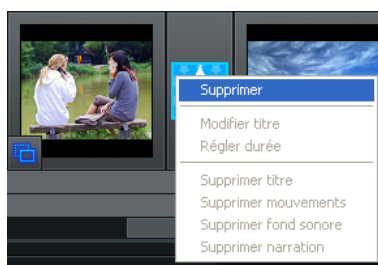 Supprimer
Modifier titre
Régler durée
Supprimer titre
Supprimer mouvements
Supprimer fond sonore
Supprimer narration